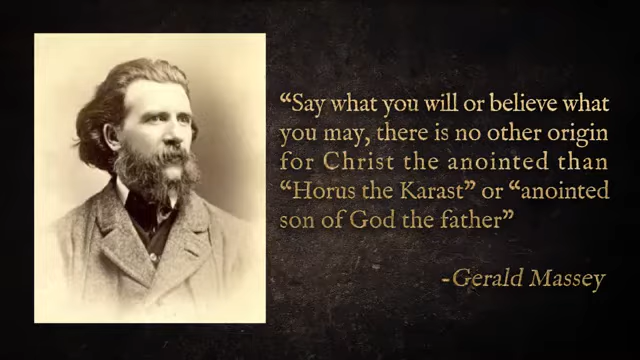 “Say what you will or believe what
you may, there is no other origin
for Christ the anointed than
“Horus the Karast” or “anointed
son of God the father”
-Gerald Massey